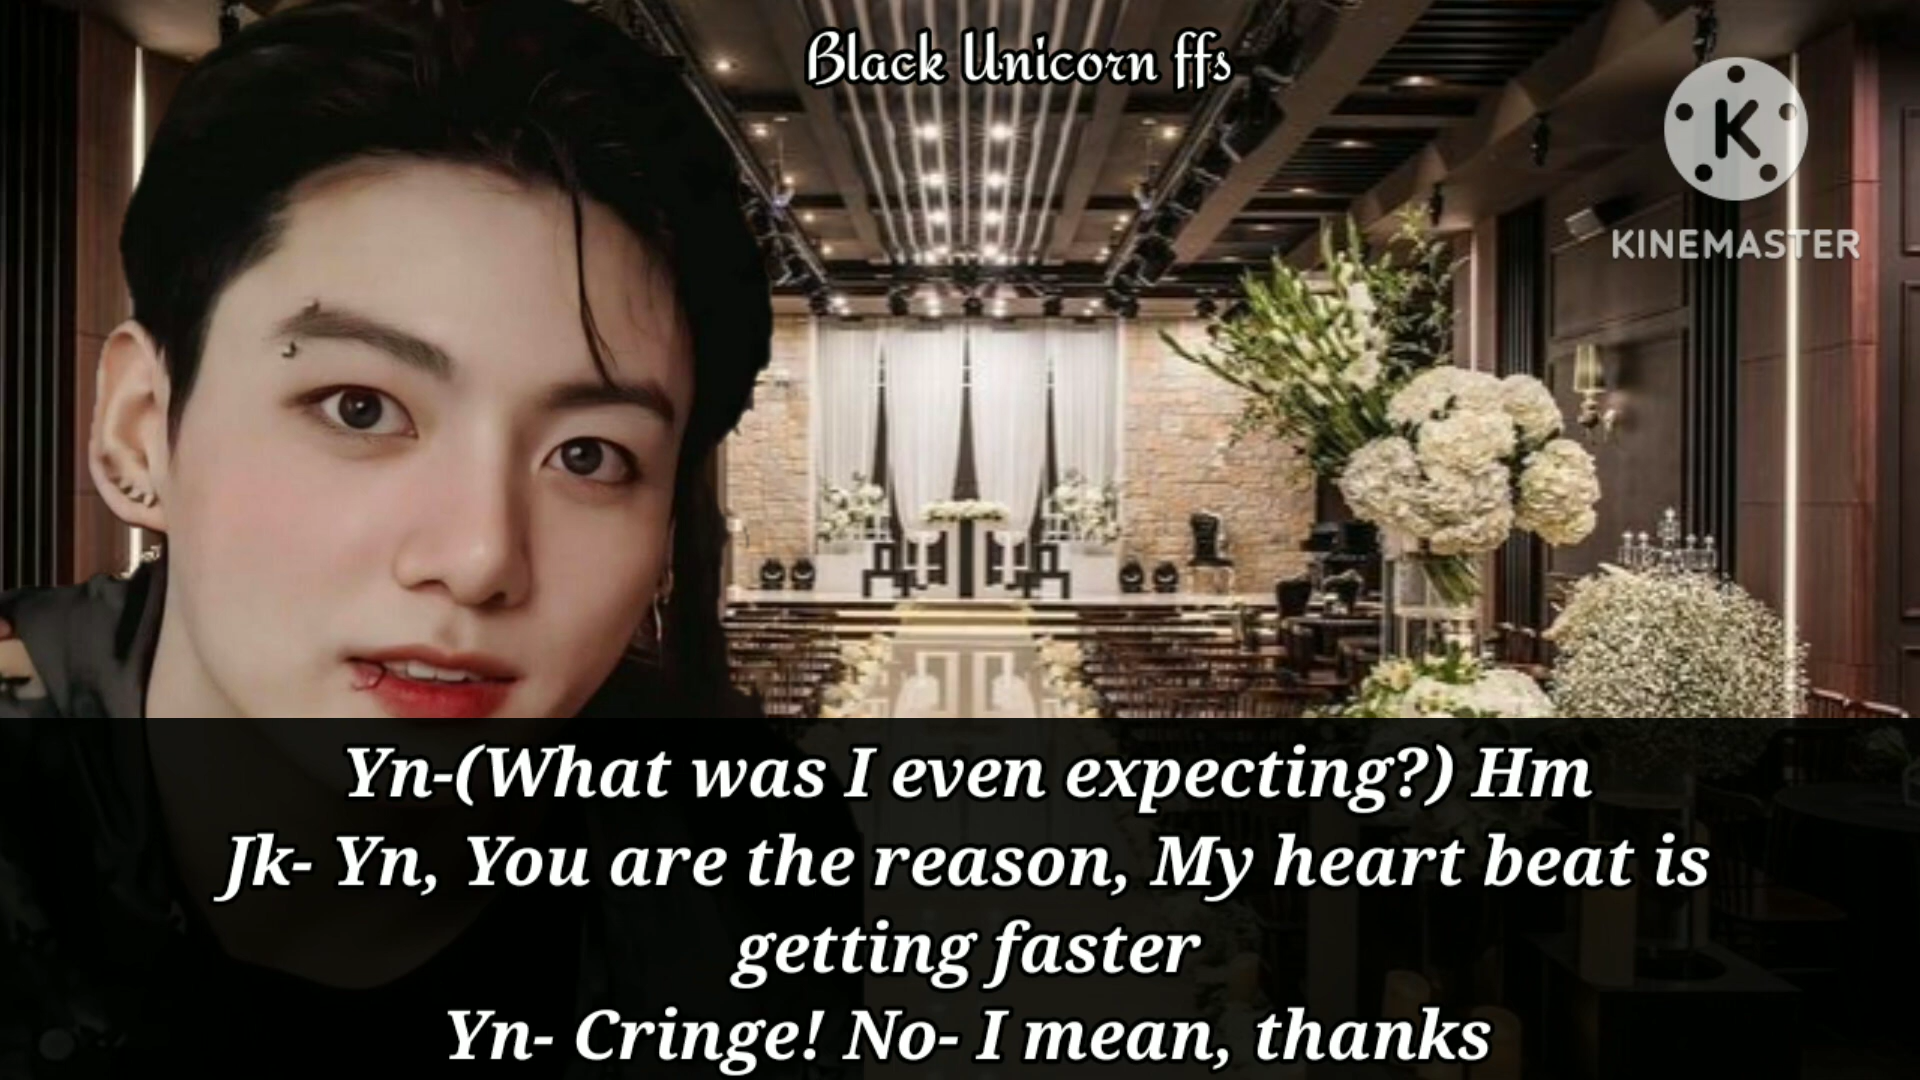 Black Unicorn ffs
K
KINEMASTER
Yn-(What was I even expecting?) Hm
Jk- Yn, You are the reason, My heart beat is
getting faster
Yn- Cringe! No- I mean, thanks